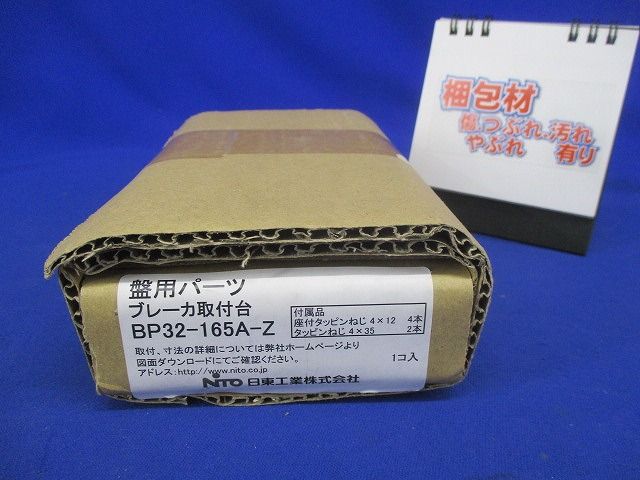 梱包材
傷、つぶれ、汚れ
やぶれ 有り
盤用パーツ
ブレーカ取付台
BP32-165A-Z
付属品
座付タッピンねじ 4×12 4本
タッピンねじ 4×35 2本
取付、寸法の詳細については弊社ホームページより
図面ダウンロードにてご確認ください。
アドレス:http://www.nito.co.jp
1コ入
NITO 日東工業株式会社